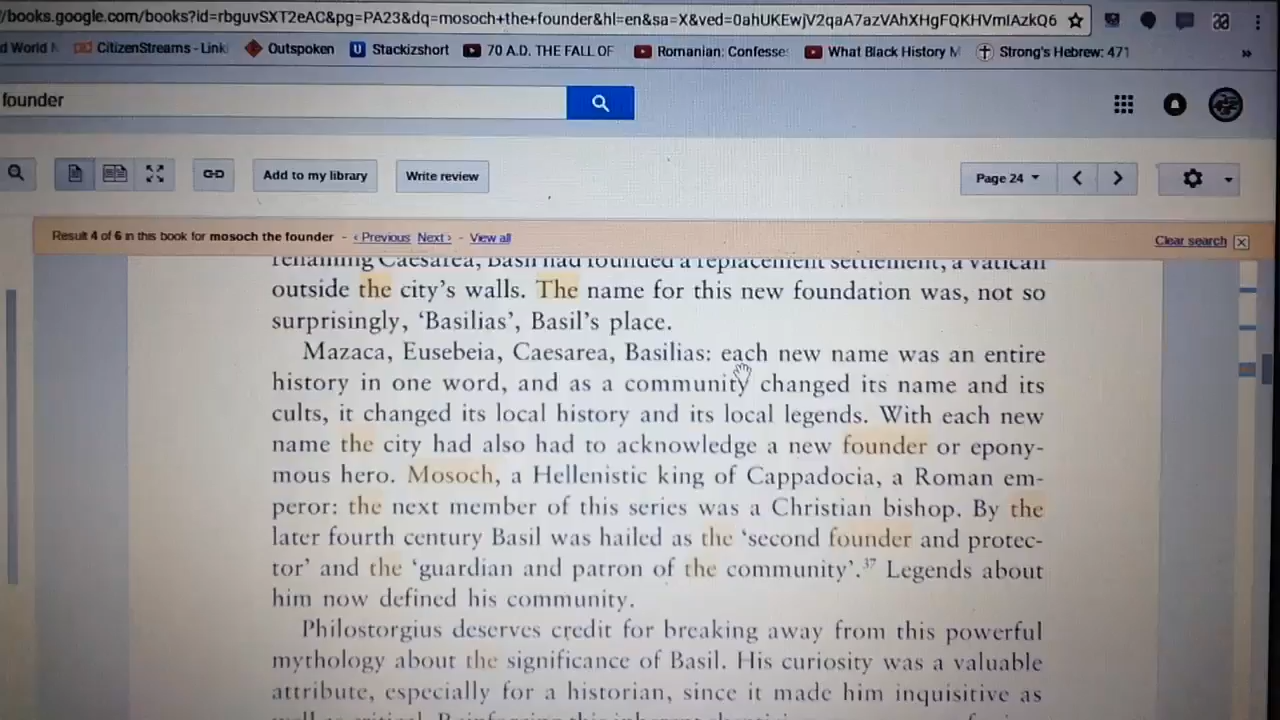 /books.google.com/books?id=rbguvSXT2eAC&pg=PA23&dq=mosoch+the+founder&hl=en&sa=X&ved=0ahUKEwjV2qaA7azVAhXHgFQKHVmIAzkQ6
d World CitizenStreams - Link Outspoken Stackizshort 70 A.D. THE FALL OF Romanian: Confesse What Black History M Strong's Hebrew: 471 »
founder
Add to my library Write review Page 24
Result 4 of 6 in this book for mosoch the founder - ‹ Previous Next › - View all Clear search
renaming Caesarea, Basil had founded a replacement settlement, a Vatican
outside the city's walls. The name for this new foundation was, not so
surprisingly, 'Basilias', Basil's place.
Mazaca, Eusebeia, Caesarea, Basilias: each new name was an entire
history in one word, and as a community changed its name and its
cults, it changed its local history and its local legends. With each new
name the city had also had to acknowledge a new founder or epony-
mous hero. Mosoch, a Hellenistic king of Cappadocia, a Roman em-
peror: the next member of this series was a Christian bishop. By the
later fourth century Basil was hailed as the 'second founder and protec-
tor' and the 'guardian and patron of the community'.37 Legends about
him now defined his community.
Philostorgius deserves credit for breaking away from this powerful
mythology about the significance of Basil. His curiosity was a valuable
attribute, especially for a historian, since it made him inquisitive as